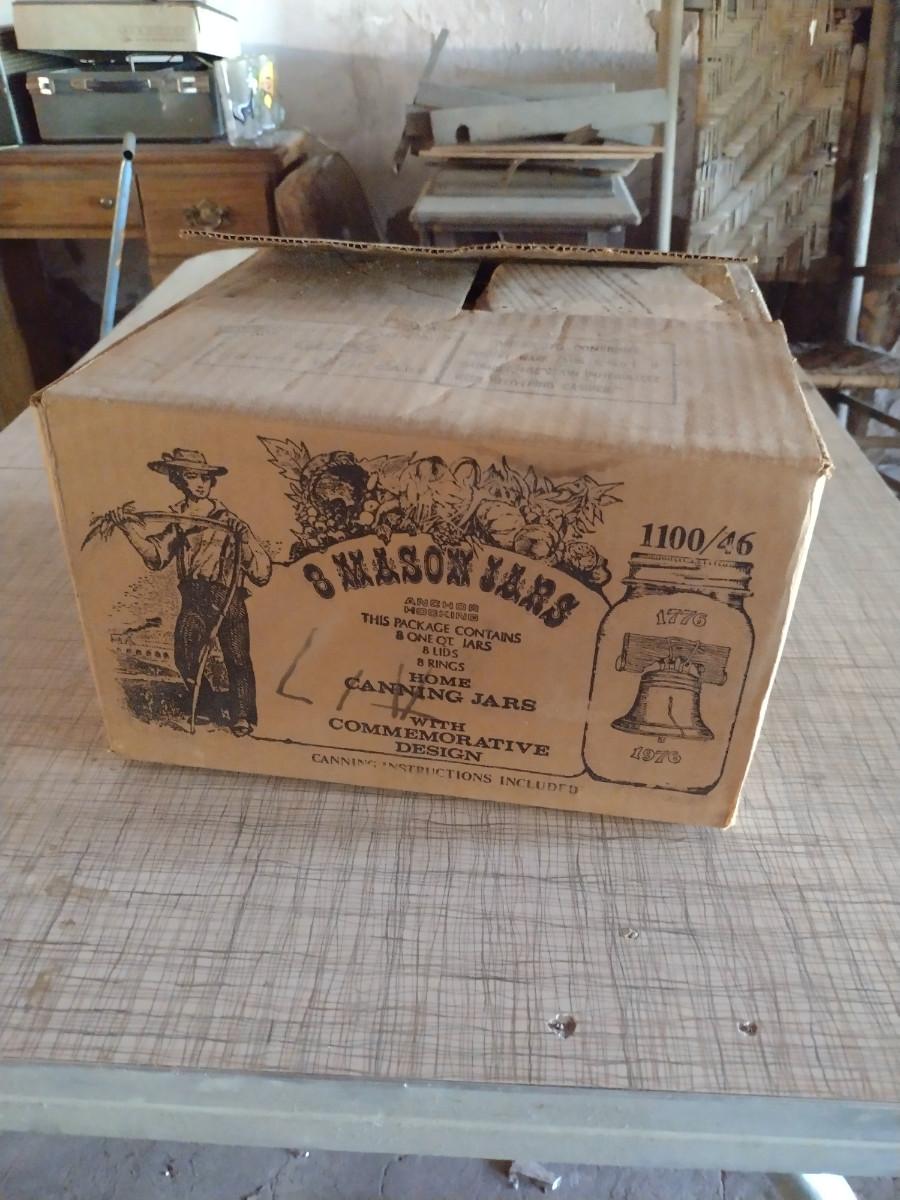 8 MASON JARS
ANCHOR
HOCKING
THIS PACKAGE CONTAINS
8 ONE QT. JARS
8 LIDS
8 RINGS
HOME
CANNING JARS
WITH
COMMEMORATIVE
DESIGN
CANNING INSTRUCTIONS INCLUDED
1100/46
1776
1976